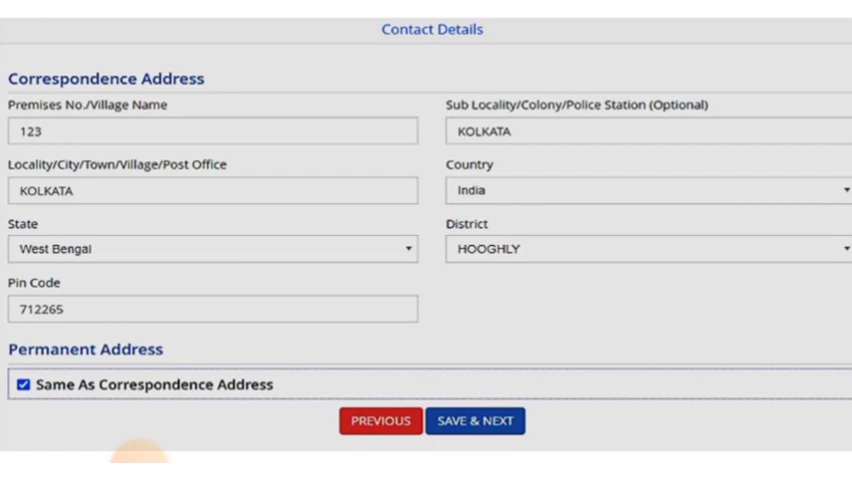 Contact Details
Correspondence Address
Premises No./Village Name
123
Sub Locality/Colony/Police Station (Optional)
KOLKATA
Locality/City/Town/Village/Post Office
KOLKATA
Country
India
State
West Bengal
District
HOOGHLY
Pin Code
712265
Permanent Address
Same As Correspondence Address
PREVIOUS SAVE & NEXT